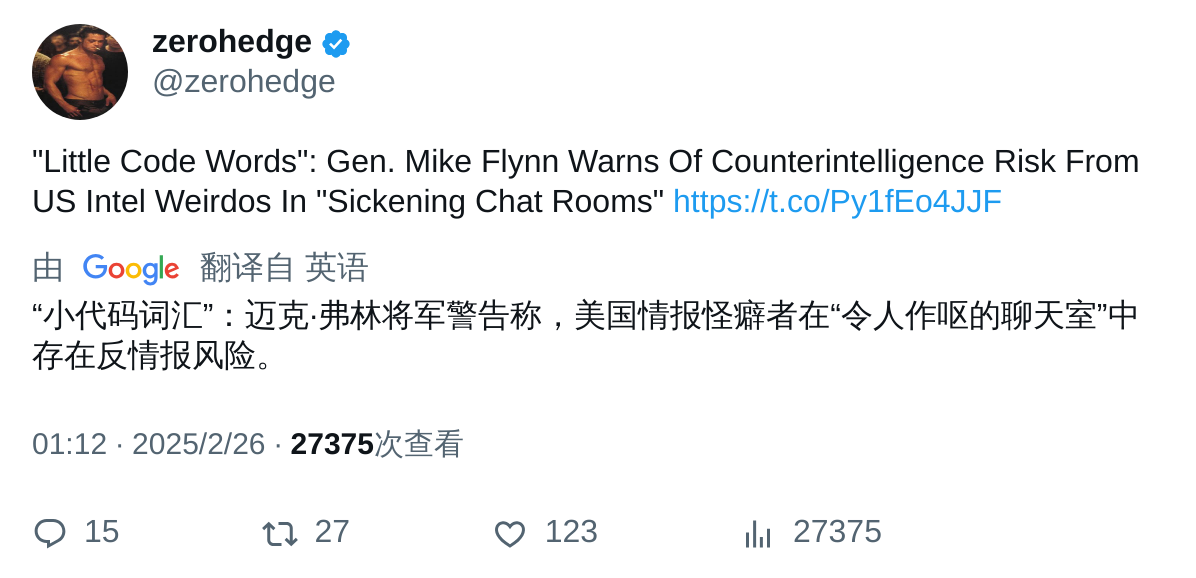 zerohedge
@zerohedge
"Little Code Words": Gen. Mike Flynn Warns Of Counterintelligence Risk From
US Intel Weirdos In "Sickening Chat Rooms" https://t.co/Py1fEo4JJF
由 Google 翻译自 英语
“小代码词汇”：迈克·弗林将军警告称，美国情报怪癖者在“令人作呕的聊天室”中
存在反情报风险。
01:12 · 2025/2/26 · 27375次查看
15 27 123 27375